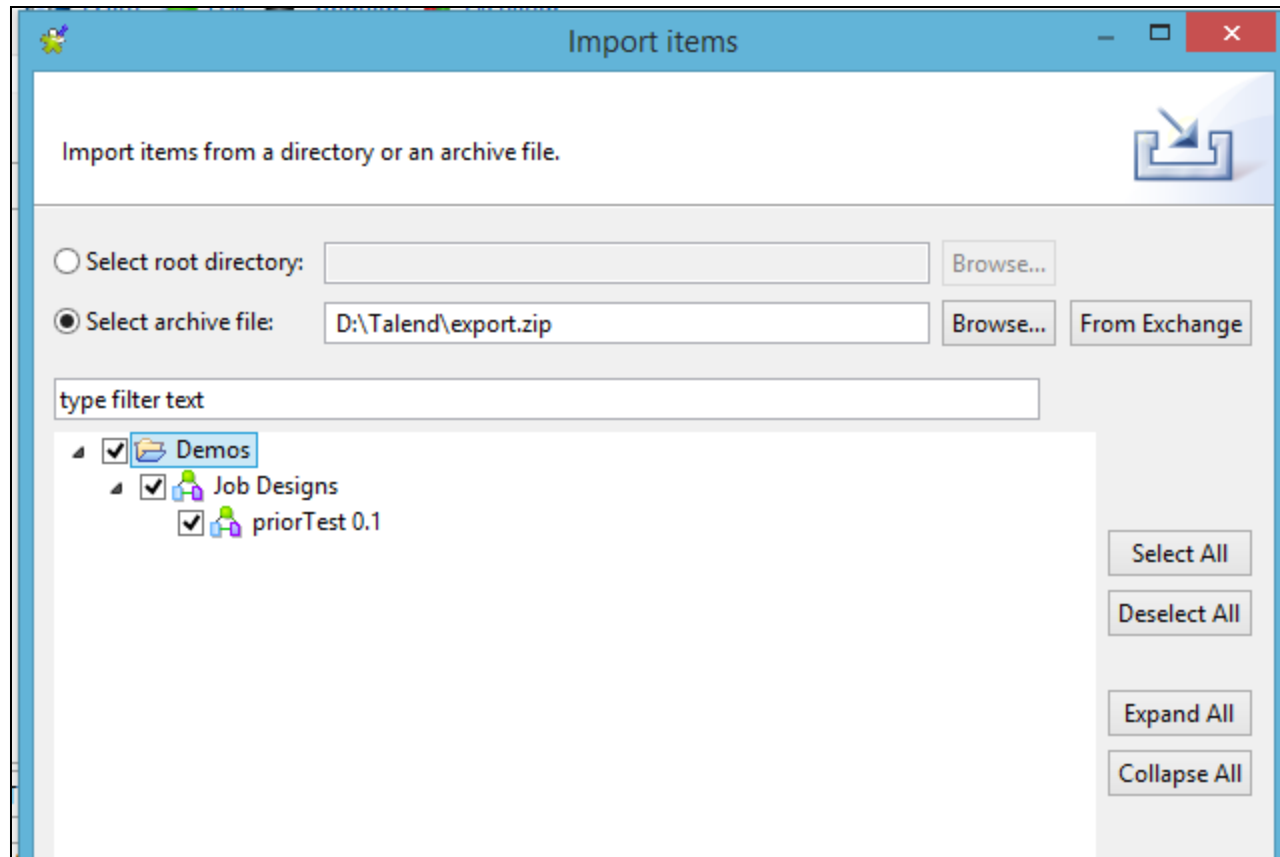 Import items
Import items from a directory or an archive file.
Select root directory:
Browse...
Select archive file:
D:\Talend\export.zip
Browse...
From Exchange
type filter text
Demos
Job Designs
priorTest 0.1
Select All
Deselect All
Expand All
Collapse All